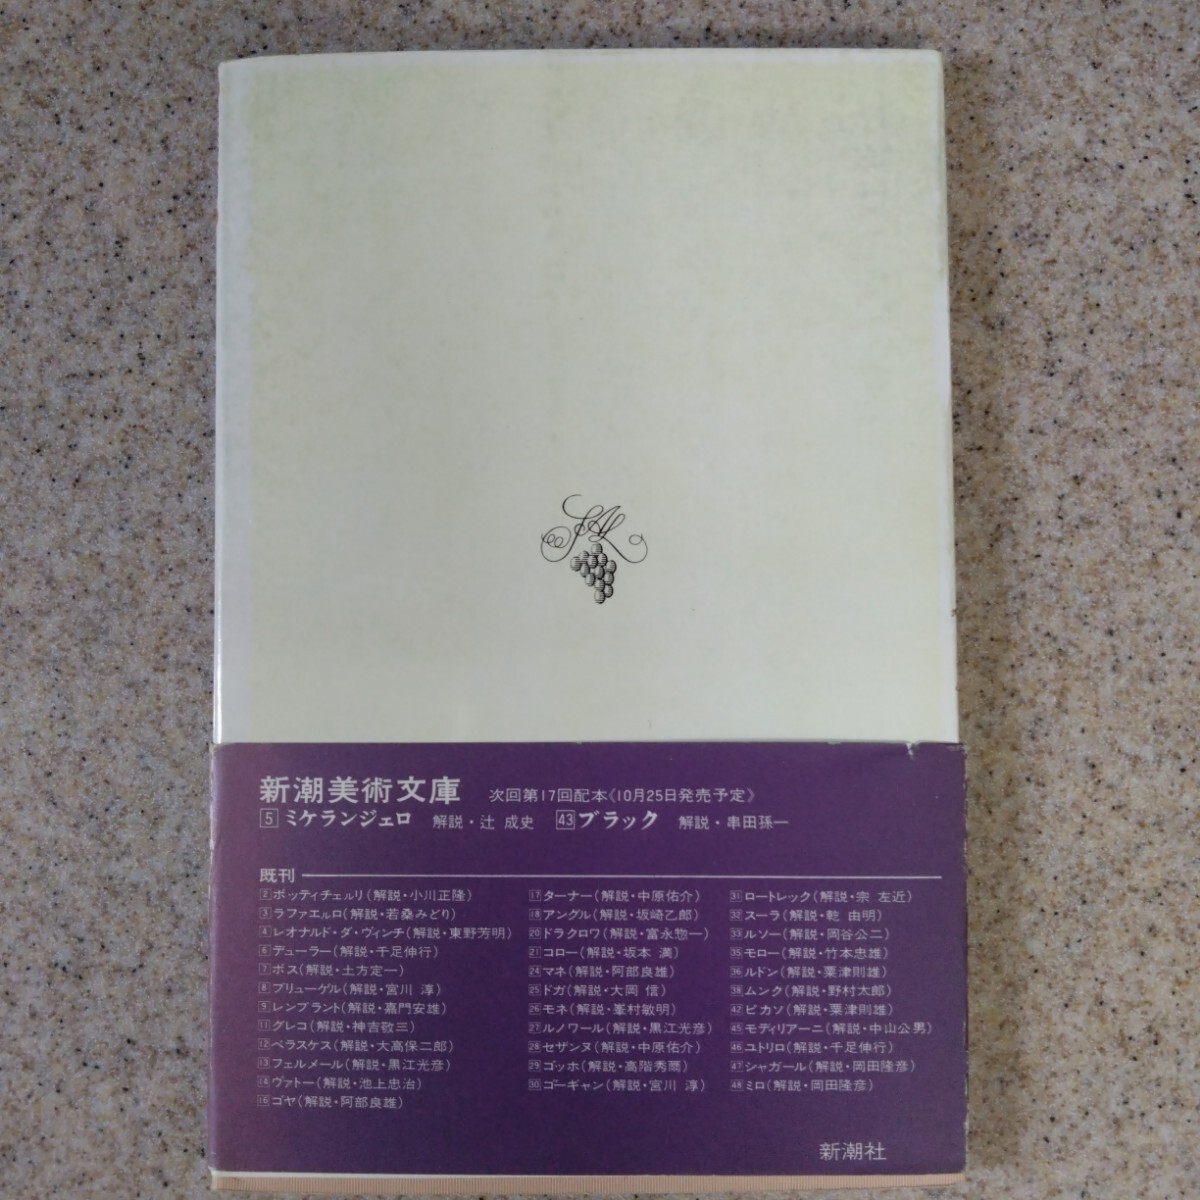 SAL
新潮美術文庫 次回第17回配本《10月25日発売予定》
5 ミケランジェロ 解説・辻 成史 43 ブラック 解説・串田孫一
既刊
2 ボッティチェルリ(解説・小川正隆)
3 ラファエルロ(解説・若桑みどり)
4 レオナルド・ダ・ヴィンチ(解説・東野芳明)
6 デューラー(解説・千足伸行)
7 ボス(解説・土方定一)
8 ブリューゲル(解説・宮川 淳)
9 レンブラント(解説・嘉門安雄)
11 グレコ(解説・神吉敬三)
12 ベラスケス(解説・大高保二郎)
13 フェルメール(解説・黒江光彦)
14 ヴァトー(解説・池上忠治)
16 ゴヤ(解説・阿部良雄)
17 ターナー(解説・中原佑介)
18 アングル(解説・坂崎乙郎)
20 ドラクロワ(解説・富永惣一)
21 コロー(解説・坂本 満)
24 マネ(解説・阿部良雄)
25 ドガ(解説・大岡 信)
26 モネ(解説・峯村敏明)
27 ルノワール(解説・黒江光彦)
28 セザンヌ(解説・中原佑介)
29 ゴッホ(解説・高階秀爾)
30 ゴーギャン(解説・宮川 淳)
31 ロートレック(解説・宗 左近)
32 スーラ(解説・乾 由明)
33 ルソー(解説・岡谷公二)
35 モロー(解説・竹本忠雄)
36 ルドン(解説・粟津則雄)
38 ムンク(解説・野村太郎)
42 ピカソ(解説・粟津則雄)
45 モディリアーニ(解説・中山公男)
46 ユトリロ(解説・千足伸行)
47 シャガール(解説・岡田隆彦)
48 ミロ(解説・岡田隆彦)
新潮社